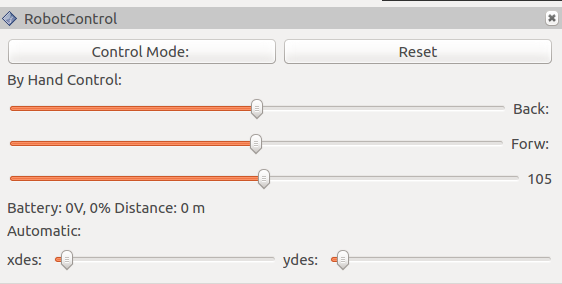 RobotControl
Control Mode: Reset
By Hand Control:
Back:
Forw:
105
Battery: 0V, 0% Distance: 0 m
Automatic:
xdes: ydes: